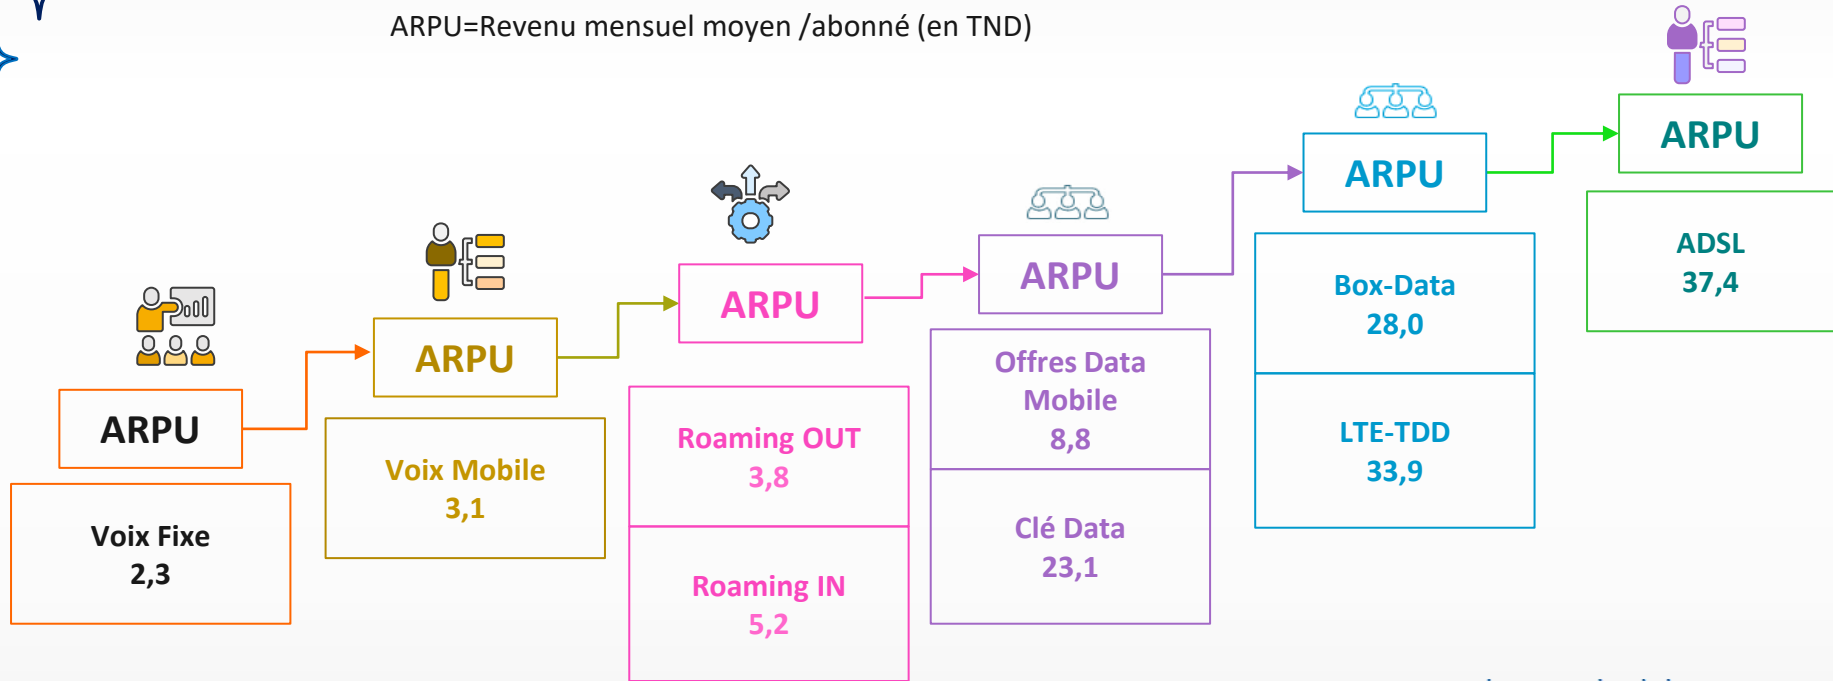 ARPU=Revenu mensuel moyen /abonné (en TND)
ARPU
Voix Fixe
2,3
ARPU
Voix Mobile
3,1
ARPU
Roaming OUT
3,8
Roaming IN
5,2
ARPU
Offres Data
Mobile
8,8
Clé Data
23,1
ARPU
Box-Data
28,0
LTE-TDD
33,9
ARPU
ADSL
37,4